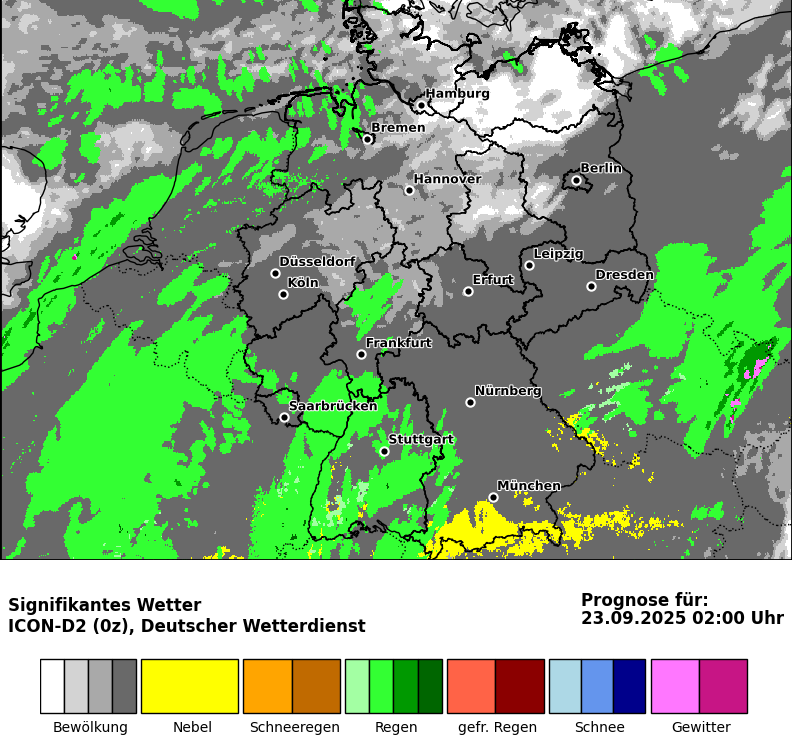 Hamburg
Bremen
Berlin
Hannover
Leipzig
Düsseldorf
Dresden
Köln
Erfurt
Frankfurt
Nürnberg
Saarbrücken
Stuttgart
München
Signifikantes Wetter
ICON-D2 (0z), Deutscher Wetterdienst
Prognose für:
23.09.2025 02:00 Uhr
Bewölkung Nebel Schneeregen Regen gefr. Regen Schnee Gewitter